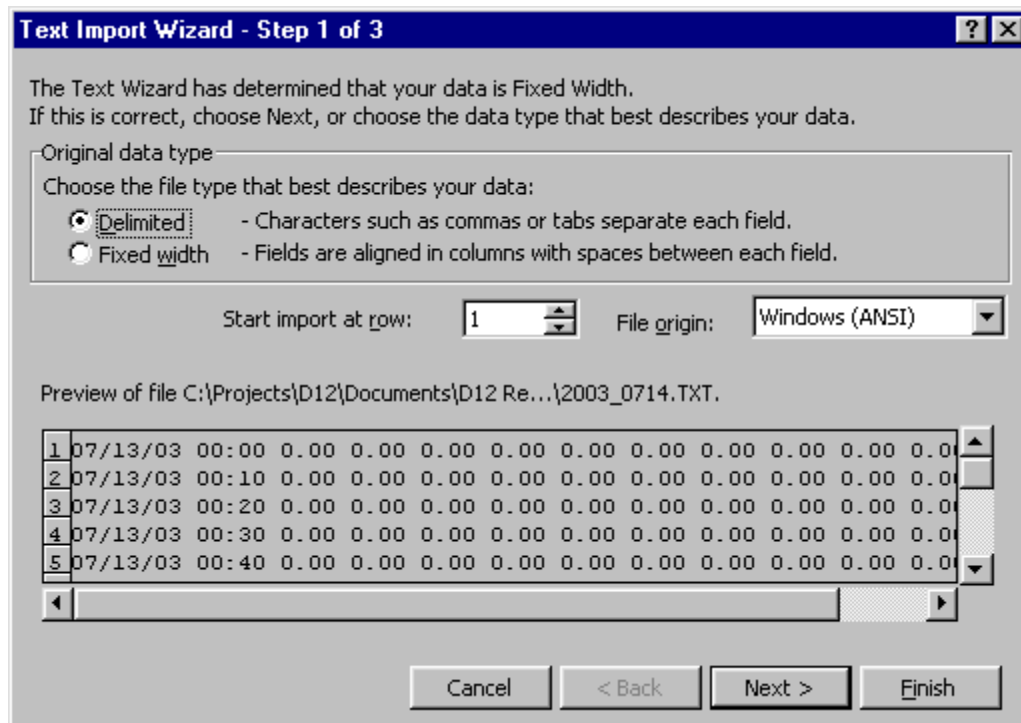 Text Import Wizard - Step 1 of 3
The Text Wizard has determined that your data is Fixed Width.
If this is correct, choose Next, or choose the data type that best describes your data.
Original data type
Choose the file type that best describes your data:
Delimited - Characters such as commas or tabs separate each field.
Fixed width - Fields are aligned in columns with spaces between each field.
Start import at row: 1 File origin: Windows (ANSI)
Preview of file C:\Projects\D12\Documents\D12 Re...\2003_0714.TXT.
1 07/13/03 00:00 0.00 0.00 0.00 0.00 0.00 0.00 0.00 0.00 0.00 0.0
2 07/13/03 00:10 0.00 0.00 0.00 0.00 0.00 0.00 0.00 0.00 0.00 0.0
3 07/13/03 00:20 0.00 0.00 0.00 0.00 0.00 0.00 0.00 0.00 0.00 0.0
4 07/13/03 00:30 0.00 0.00 0.00 0.00 0.00 0.00 0.00 0.00 0.00 0.0
5 07/13/03 00:40 0.00 0.00 0.00 0.00 0.00 0.00 0.00 0.00 0.00 0.0
Cancel < Back Next > Finish